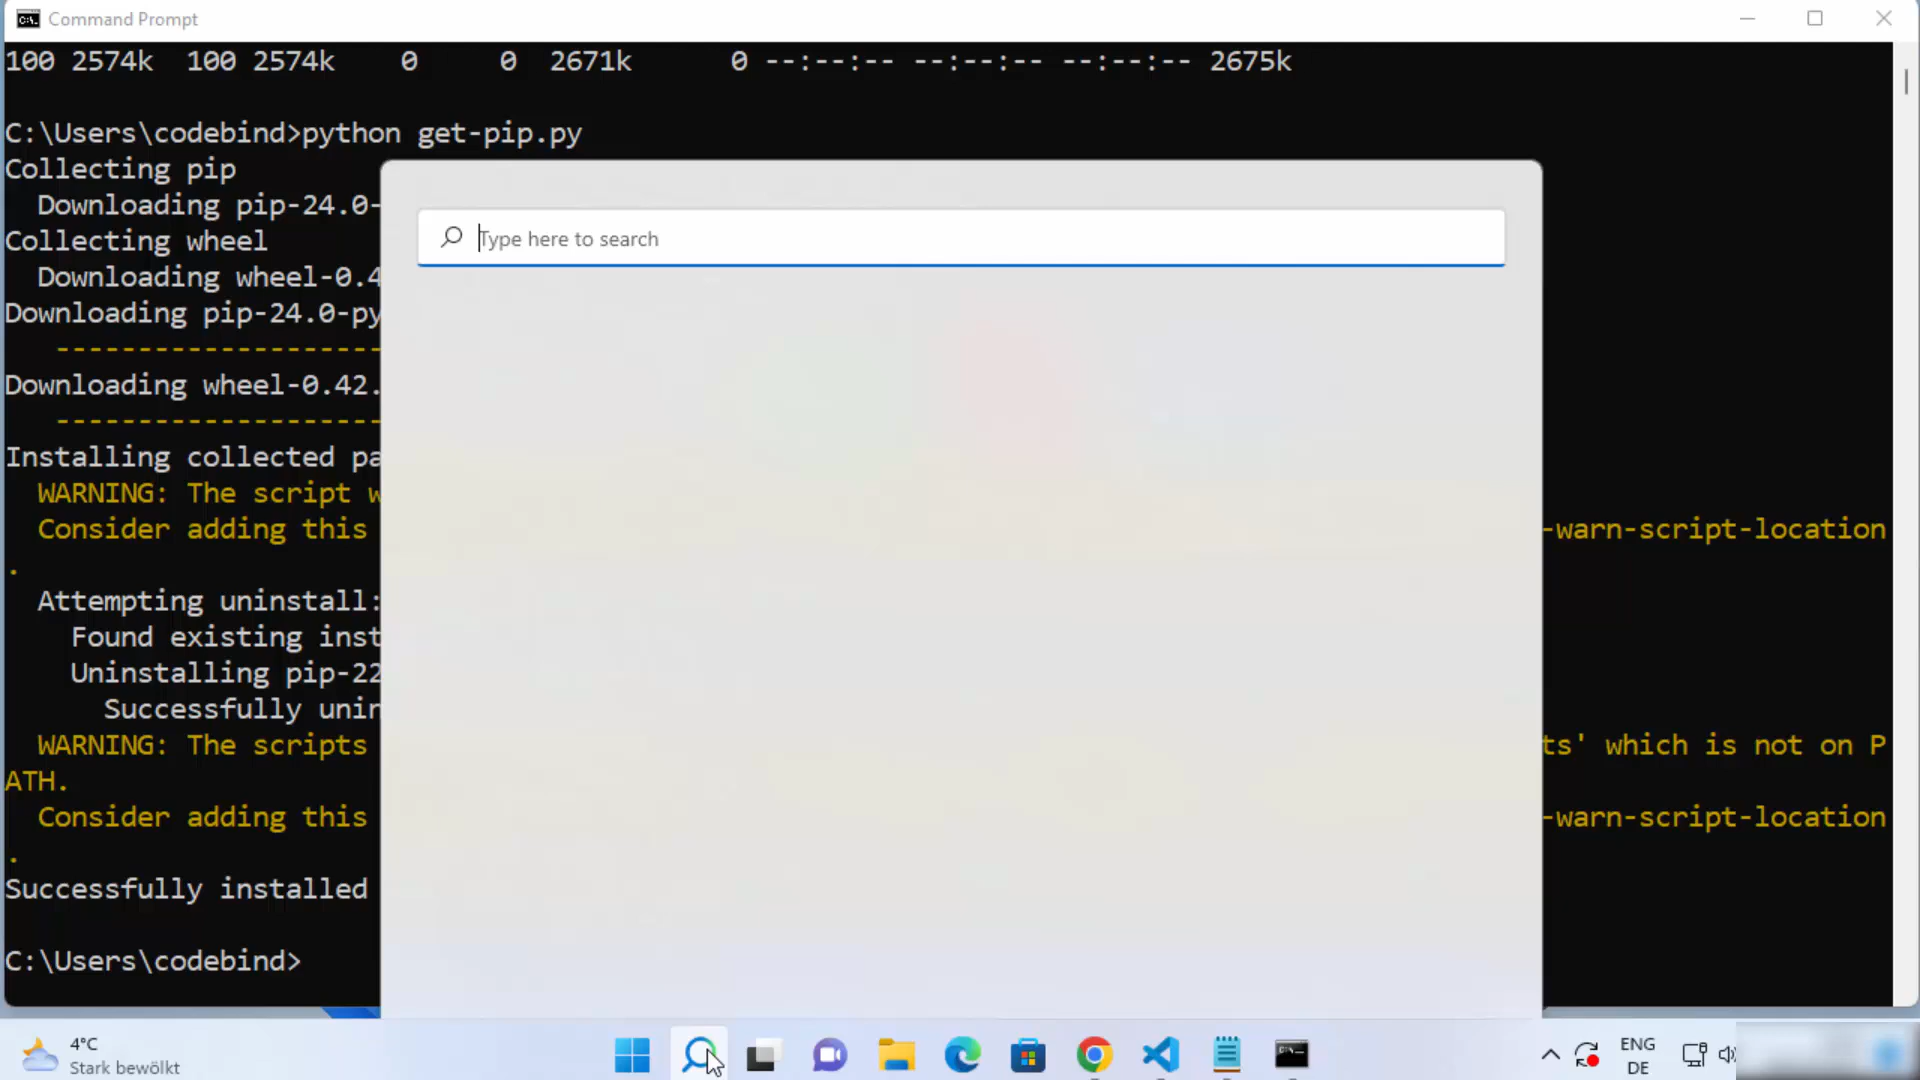 Command Prompt
100 2574k  100 2574k    0     0  2671k      0 --:--:-- --:--:-- --:--:-- 2675k
C:\Users\codebind>python get-pip.py
Collecting pip
Downloading pip-24.0-
Collecting wheel
Downloading wheel-0.4
Downloading pip-24.0-py
--------------------
Downloading wheel-0.42.
--------------------
Installing collected pa
WARNING: The script w
Consider adding this -warn-script-location
.
Attempting uninstall:
Found existing inst
Uninstalling pip-22
Successfully unin
WARNING: The scripts ts' which is not on P
ATH.
Consider adding this -warn-script-location
.
Successfully installed
C:\Users\codebind>
Type here to search
4°C
Stark bewölkt
ENG
DE